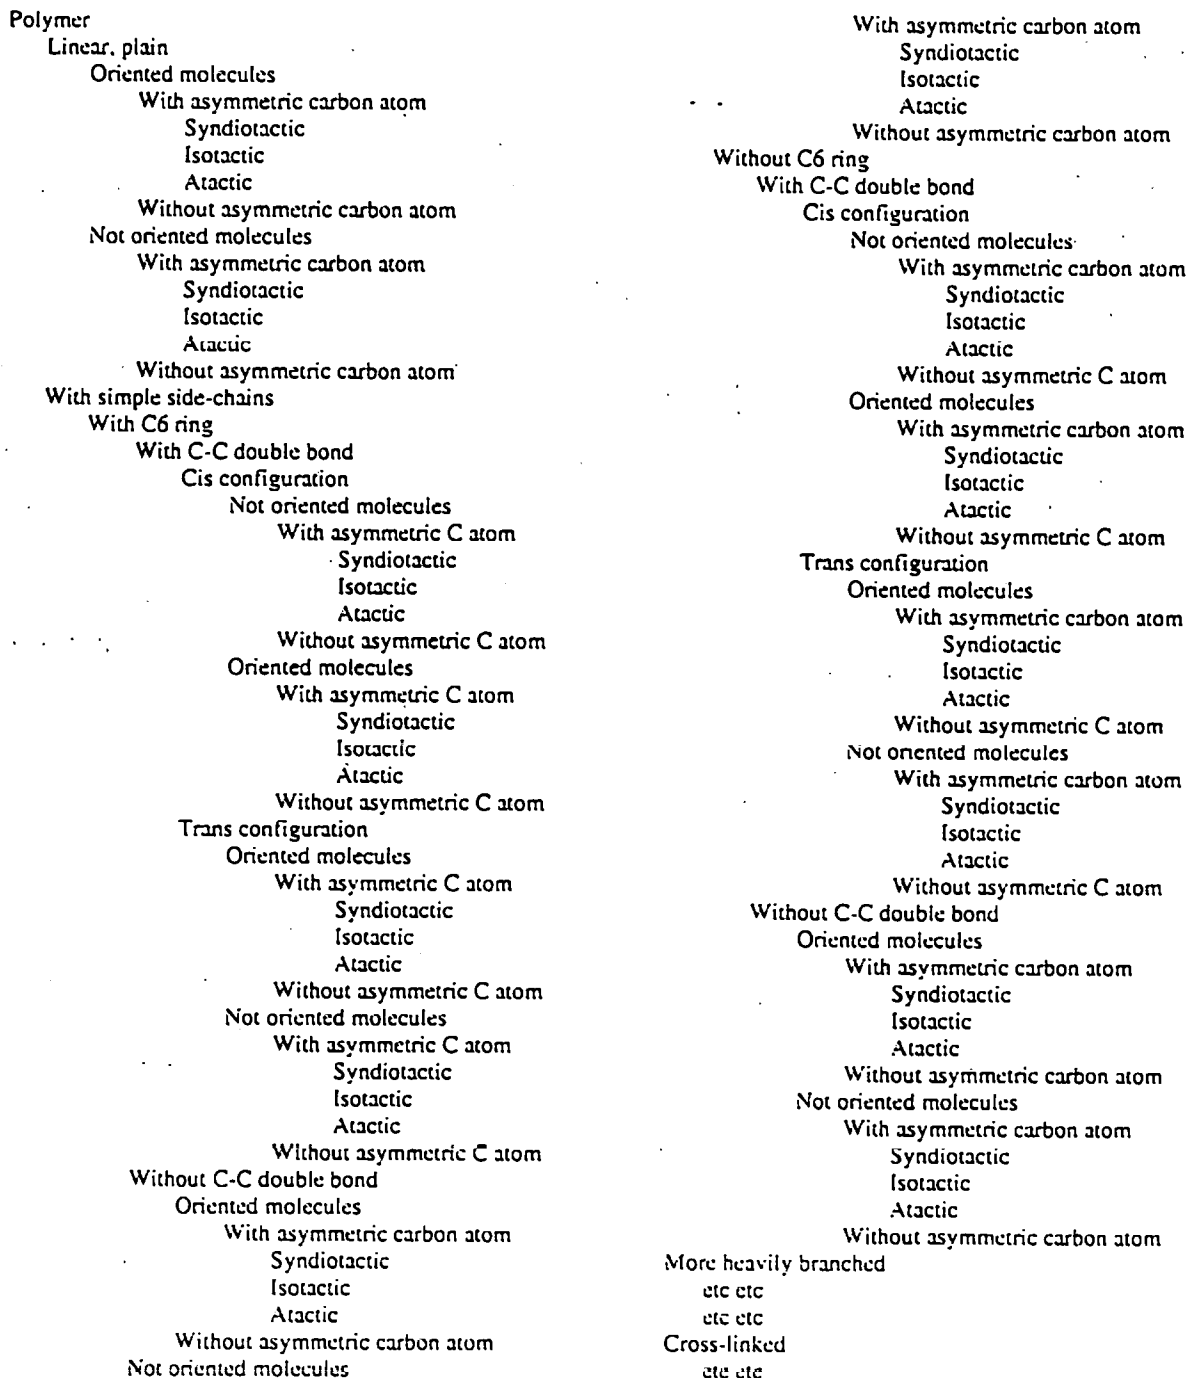 Polymer
Linear, plain
Oriented molecules
With asymmetric carbon atom
Syndiotactic
Isotactic
Atactic
Without asymmetric carbon atom
Not oriented molecules
With asymmetric carbon atom
Syndiotactic
Isotactic
Atactic
Without asymmetric carbon atom
With simple side-chains
With C6 ring
With C-C double bond
Cis configuration
Not oriented molecules
With asymmetric C atom
Syndiotactic
Isotactic
Atactic
Without asymmetric C atom
Oriented molecules
With asymmetric C atom
Syndiotactic
Isotactic
Atactic
Without asymmetric C atom
Trans configuration
Oriented molecules
With asymmetric C atom
Syndiotactic
Isotactic
Atactic
Without asymmetric C atom
Not oriented molecules
With asymmetric C atom
Syndiotactic
Isotactic
Atactic
Without asymmetric C atom
Without C-C double bond
Oriented molecules
With asymmetric carbon atom
Syndiotactic
Isotactic
Atactic
Without asymmetric carbon atom
Not oriented molecules
With asymmetric carbon atom
Syndiotactic
Isotactic
Atactic
Without asymmetric carbon atom
Without C6 ring
With C-C double bond
Cis configuration
Not oriented molecules
With asymmetric carbon atom
Syndiotactic
Isotactic
Atactic
Without asymmetric C atom
Oriented molecules
With asymmetric carbon atom
Syndiotactic
Isotactic
Atactic
Without asymmetric C atom
Trans configuration
Oriented molecules
With asymmetric carbon atom
Syndiotactic
Isotactic
Atactic
Without asymmetric C atom
Not oriented molecules
With asymmetric carbon atom
Syndiotactic
Isotactic
Atactic
Without asymmetric C atom
Without C-C double bond
Oriented molecules
With asymmetric carbon atom
Syndiotactic
Isotactic
Atactic
Without asymmetric carbon atom
Not oriented molecules
With asymmetric carbon atom
Syndiotactic
Isotactic
Atactic
Without asymmetric carbon atom
More heavily branched
etc etc
etc etc
Cross-linked
etc etc